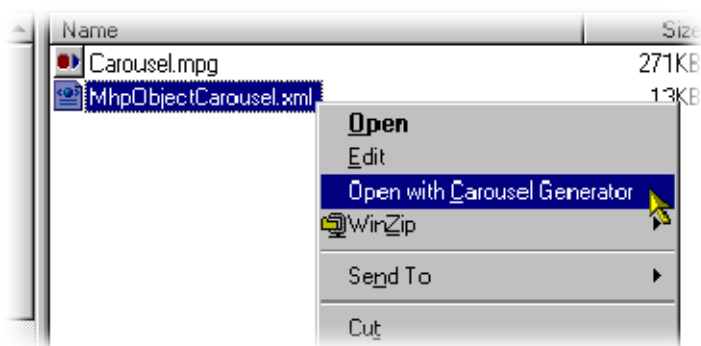 Name Size
Carousel.mpg 271KB
MhpObjectCarousel.xml 13KB
Open
Edit
Open with Carousel Generator
WinZip
Send To
Cut